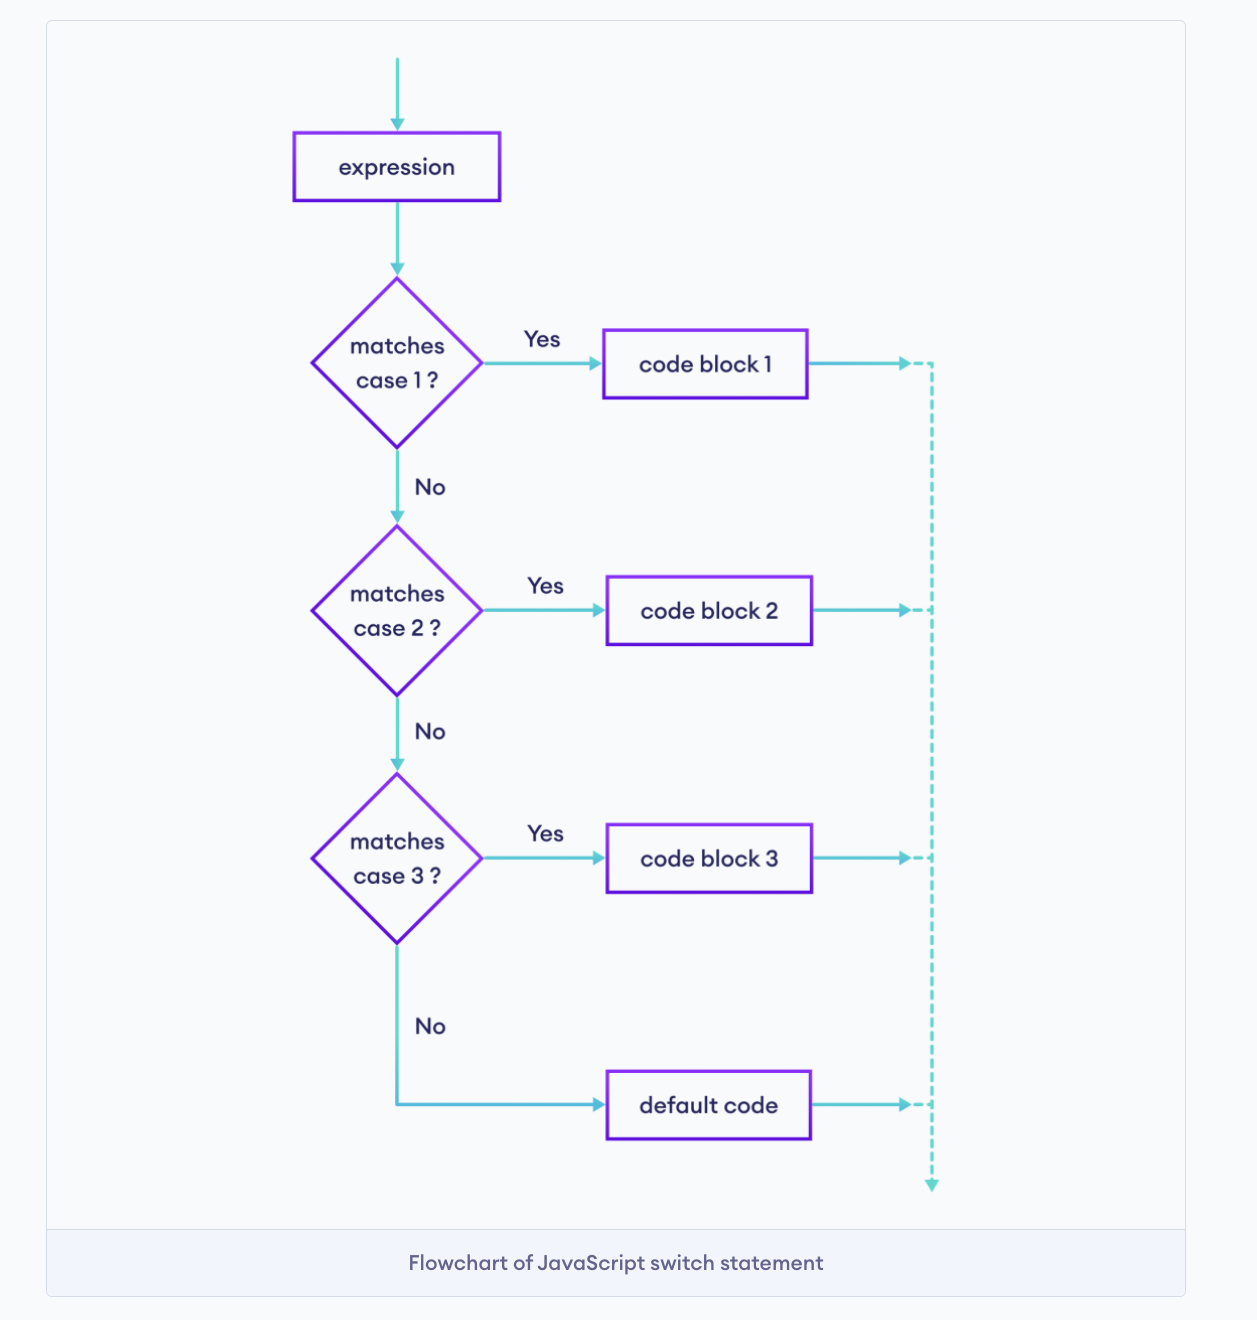 expression
matches
case 1 ?
Yes
code block 1
No
matches
case 2 ?
Yes
code block 2
No
matches
case 3 ?
Yes
code block 3
No
default code
Flowchart of JavaScript switch statement